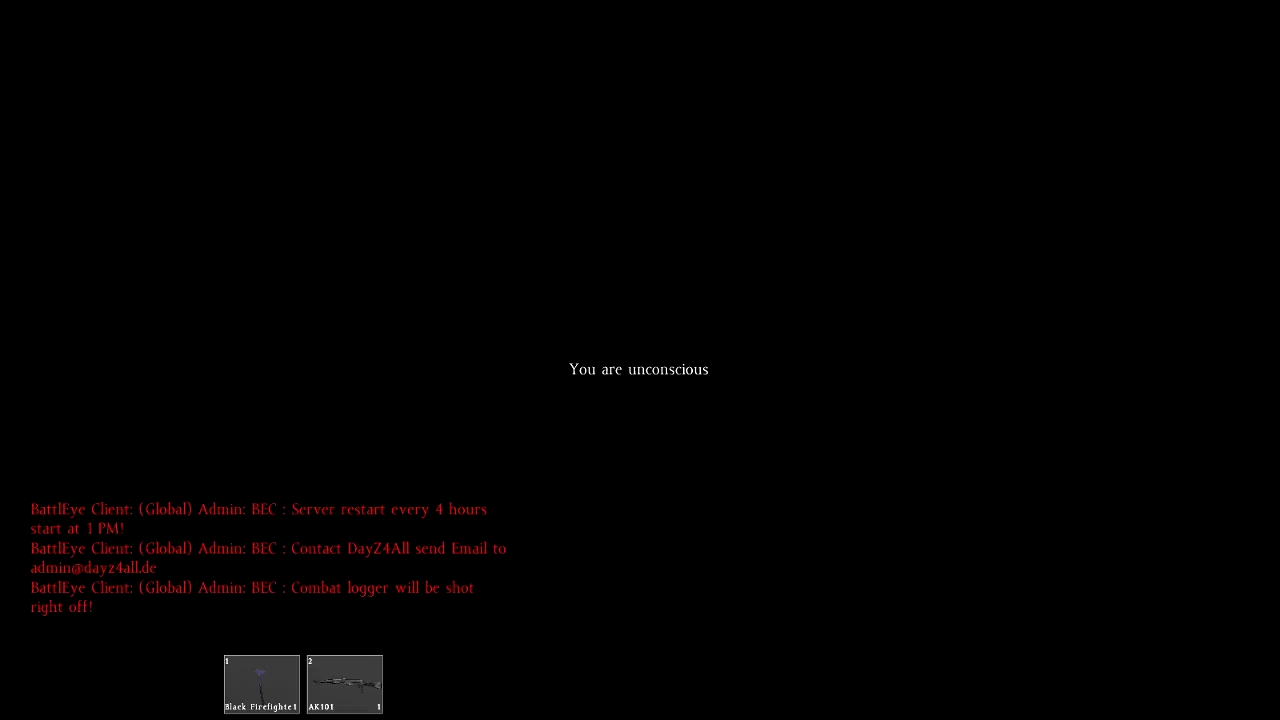 You are unconscious
BattlEye Client: (Global) Admin: BEC : Server restart every 4 hours
start at 1 PM!
BattlEye Client: (Global) Admin: BEC : Contact DayZ4All send Email to
admin@dayz4all.de
BattlEye Client: (Global) Admin: BEC : Combat logger will be shot
right off!
1 2
Black Firefighte1 AK101 1